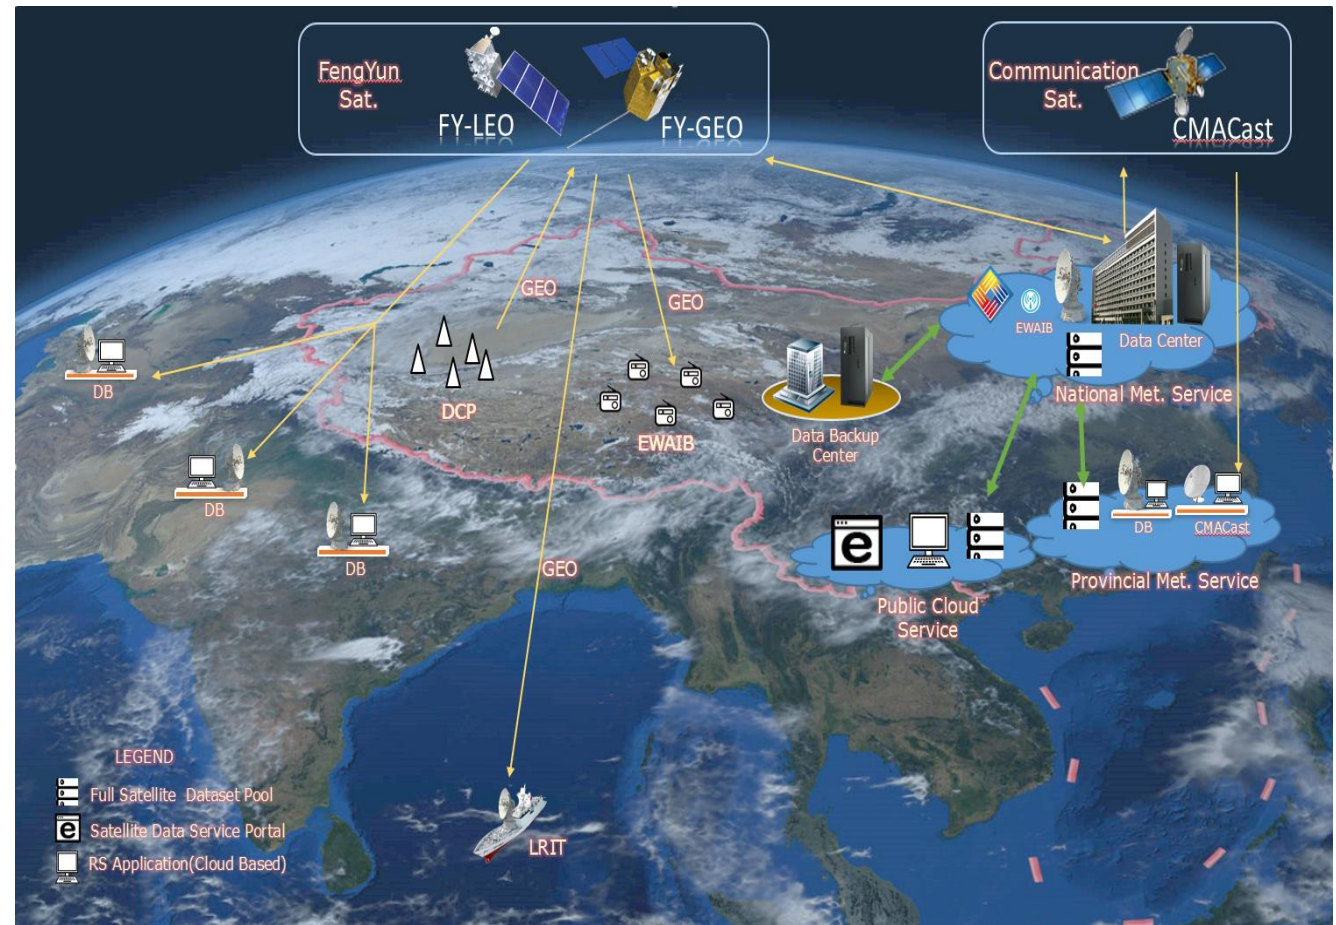 FengYun
Sat.
FY-LEO
FY-GEO
Communication
Sat.
CMACast
GEO
GEO
EWAIB
Data Center
National Met. Service
DB
DCP
EWAIB
Data Backup
Center
DB
DB
GEO
DB
CMACast
Provincial Met. Service
e
Public Cloud
Service
LRIT
LEGEND
Full Satellite Dataset Pool
e
Satellite Data Service Portal
RS Application(Cloud Based)